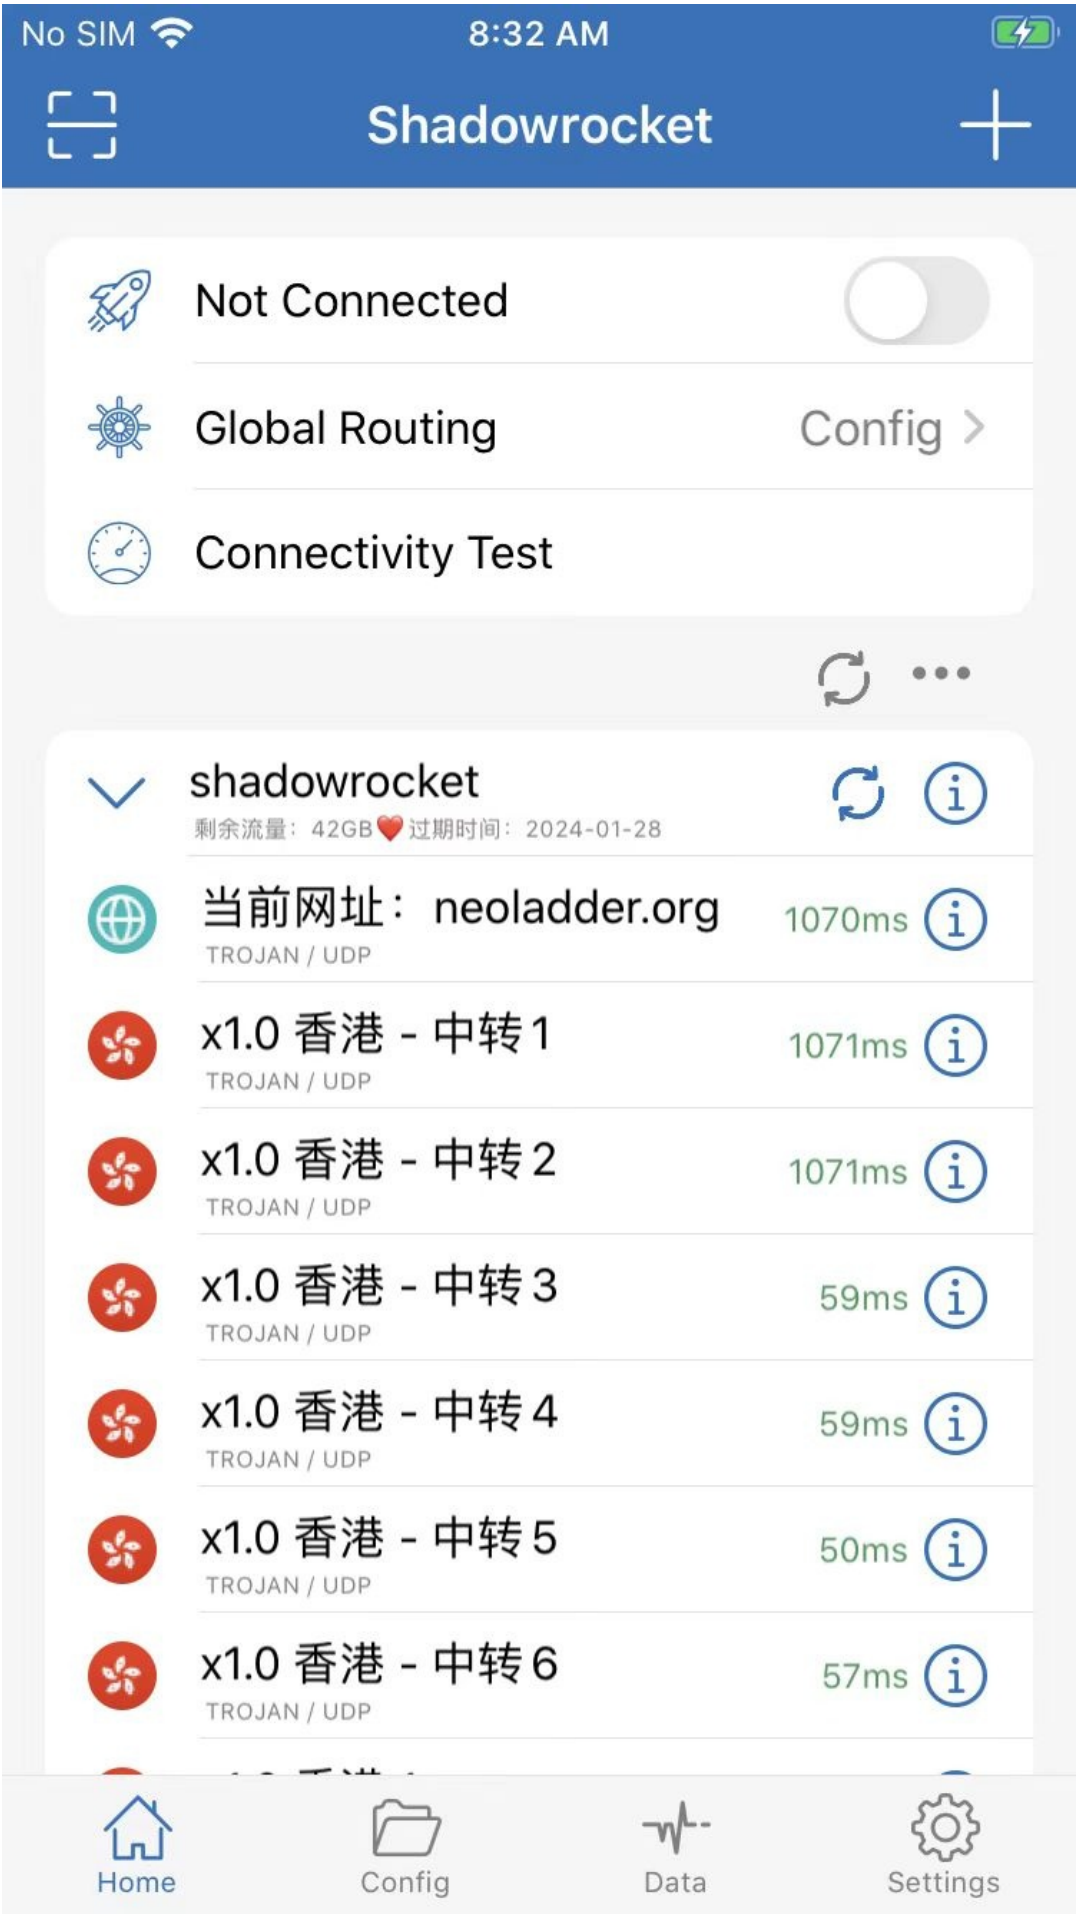 No SIM 8:32 AM
Shadowrocket
Not Connected
Global Routing Config
Connectivity Test
shadowrocket
剩余流量：42GB❤️过期时间：2024-01-28
当前网址：neoladder.org 1070ms
TROJAN / UDP
x1.0 香港 - 中转1 1071ms
TROJAN / UDP
x1.0 香港 - 中转2 1071ms
TROJAN / UDP
x1.0 香港 - 中转3 59ms
TROJAN / UDP
x1.0 香港 - 中转4 59ms
TROJAN / UDP
x1.0 香港 - 中转5 50ms
TROJAN / UDP
x1.0 香港 - 中转6 57ms
TROJAN / UDP
Home Config Data Settings